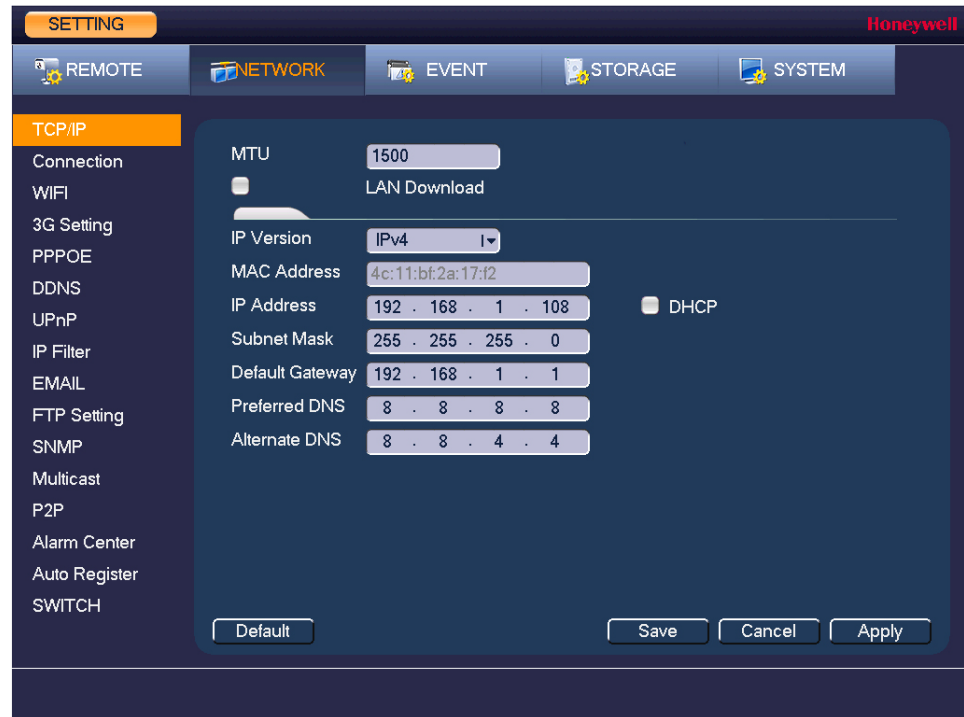 SETTING
Honeywell
REMOTE NETWORK EVENT STORAGE SYSTEM
TCP/IP
Connection
WIFI
3G Setting
PPPOE
DDNS
UPnP
IP Filter
EMAIL
FTP Setting
SNMP
Multicast
P2P
Alarm Center
Auto Register
SWITCH
MTU 1500
LAN Download
IP Version IPv4
MAC Address 4c:11:bf:2a:17:f2
IP Address 192 . 168 . 1 . 108 DHCP
Subnet Mask 255 . 255 . 255 . 0
Default Gateway 192 . 168 . 1 . 1
Preferred DNS 8 . 8 . 8 . 8
Alternate DNS 8 . 8 . 4 . 4
Default Save Cancel Apply